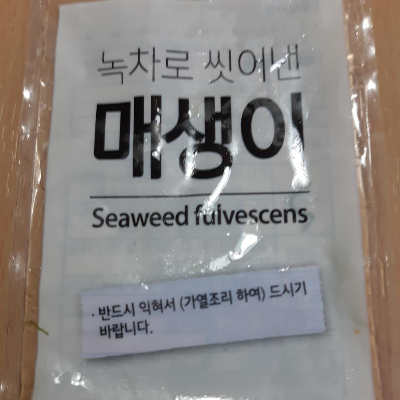 녹차로 씻어낸
매생이
Seaweed fulvescens
· 반드시 익혀서 (가열조리 하여) 드시기
바랍니다.